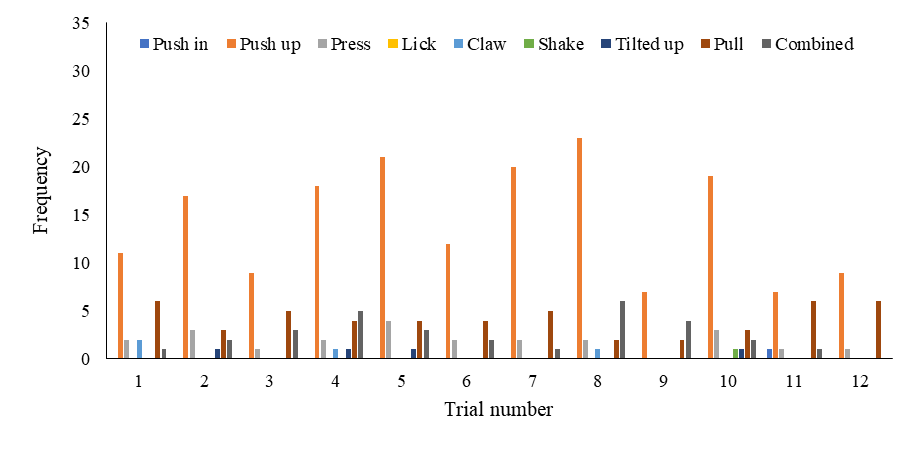 35
Push in Push up Press Lick Claw Shake Tilted up Pull Combined
30
25
20
15
10
5
0
Frequency
1 2 3 4 5 6 7 8 9 10 11 12
Trial number